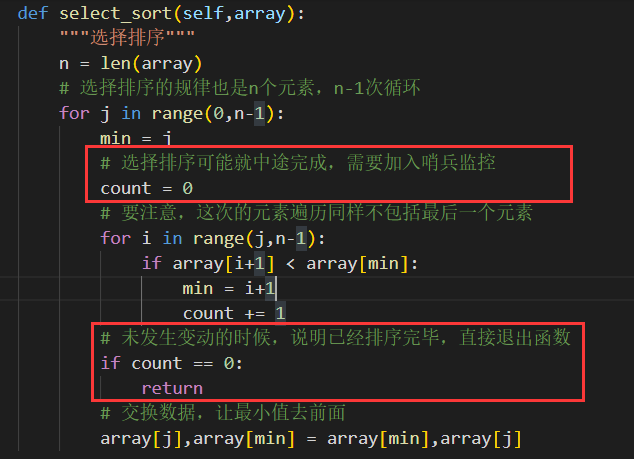 def select_sort(self,array):
"""选择排序"""
n = len(array)
# 选择排序的规律也是n个元素，n-1次循环
for j in range(0,n-1):
min = j
# 选择排序可能就中途完成，需要加入哨兵监控
count = 0
# 要注意，这次的元素遍历同样不包括最后一个元素
for i in range(j,n-1):
if array[i+1] < array[min]:
min = i+1
count += 1
# 未发生变动的时候，说明已经排序完毕，直接退出函数
if count == 0:
return
# 交换数据，让最小值去前面
array[j],array[min] = array[min],array[j]